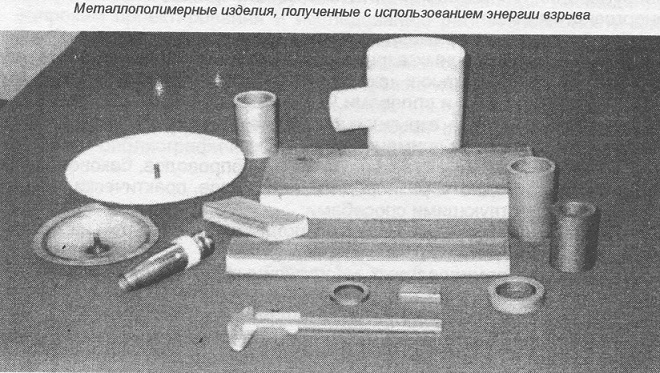 Металлополимерные изделия, полученные с использованием энергии взрыва